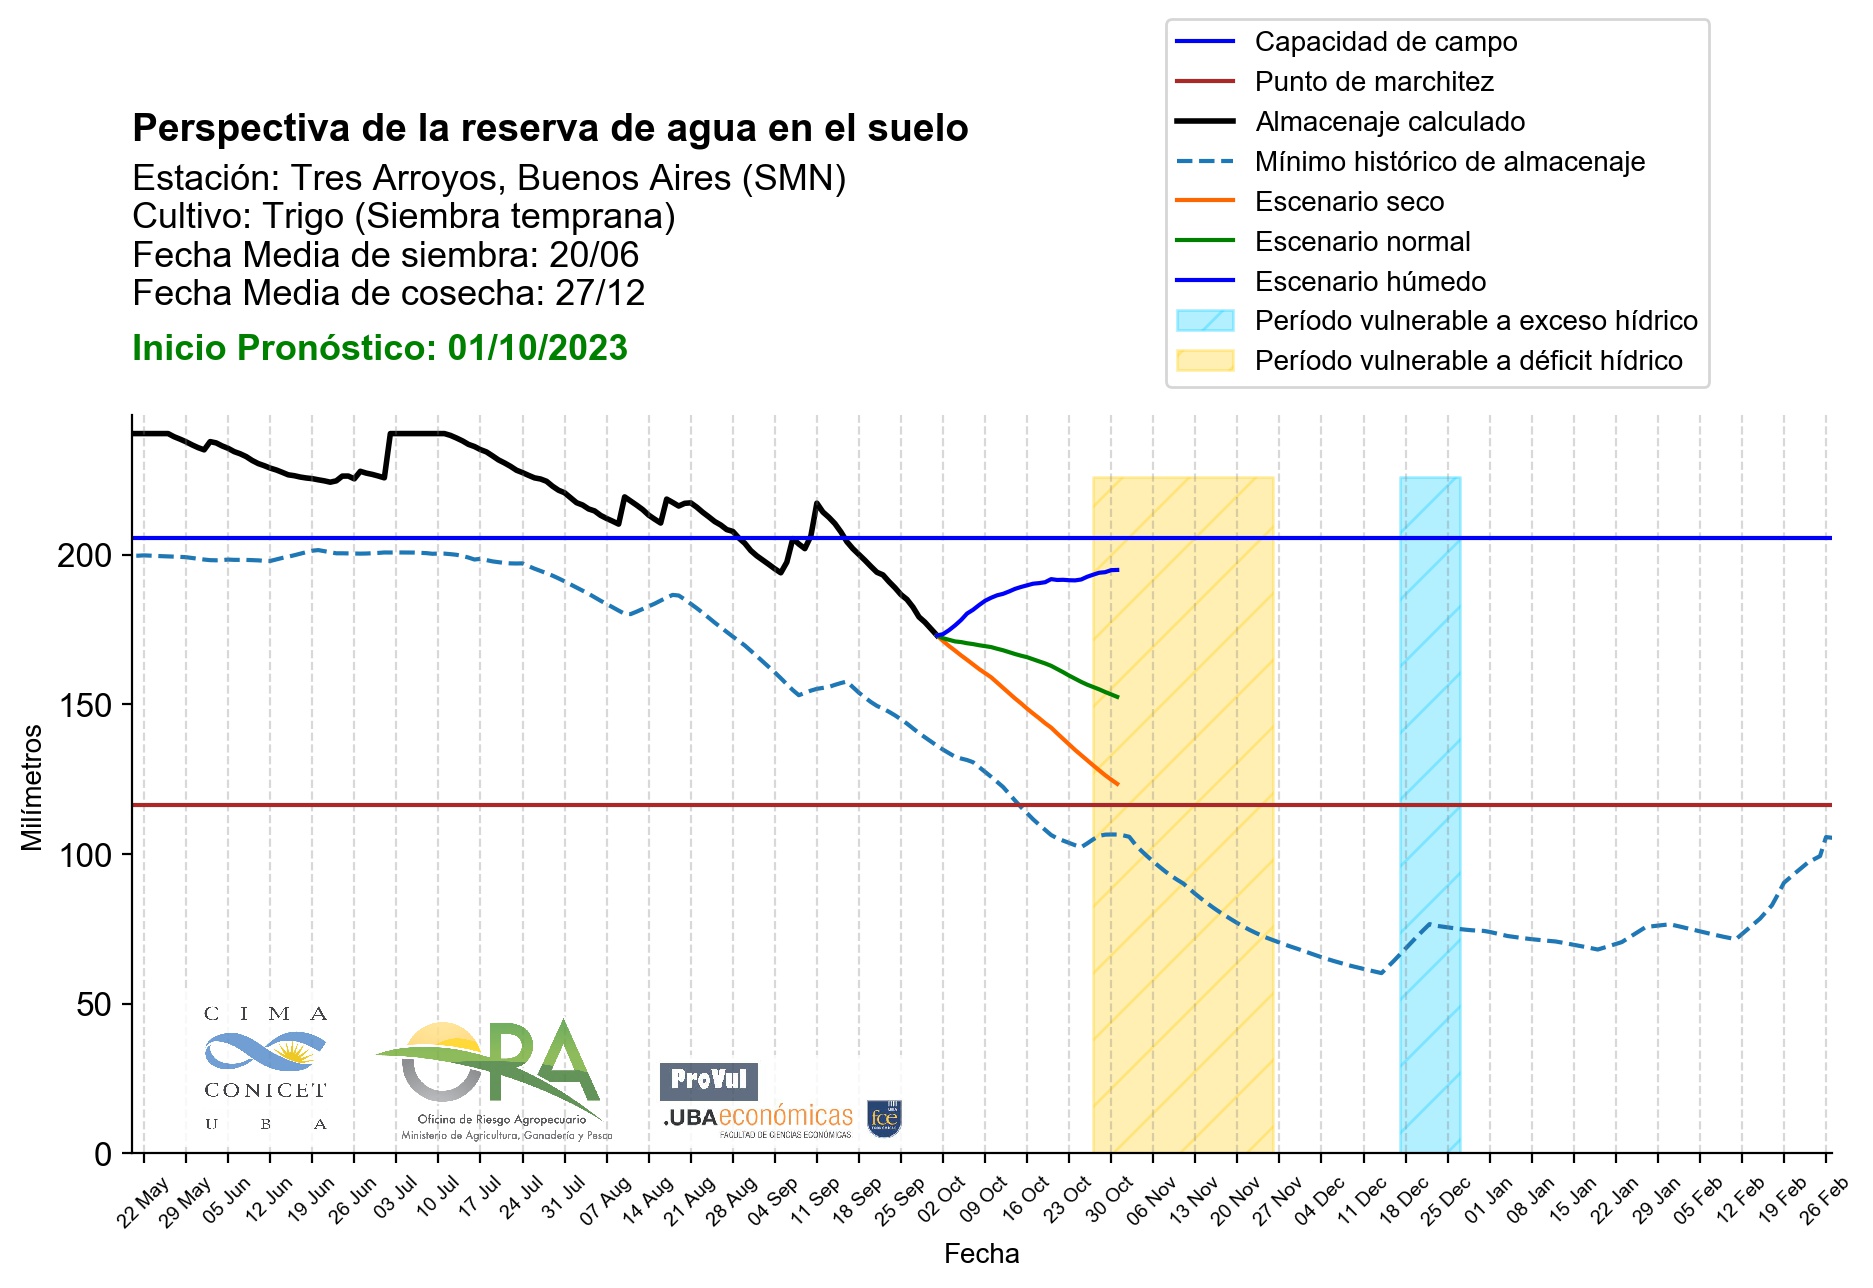 Capacidad de campo
Punto de marchitez
Almacenaje calculado
Mínimo histórico de almacenaje
Escenario seco
Escenario normal
Escenario húmedo
Período vulnerable a exceso hídrico
Período vulnerable a déficit hídrico
Perspectiva de la reserva de agua en el suelo
Estación: Tres Arroyos, Buenos Aires (SMN)
Cultivo: Trigo (Siembra temprana)
Fecha Media de siembra: 20/06
Fecha Media de cosecha: 27/12
Inicio Pronóstico: 01/10/2023
Milímetros
200
150
100
50
0
CIMA
CONICET
UBA
ORA
Oficina de Riesgo Agropecuario
Ministerio de Agricultura, Ganadería y Pesca
ProVul
.UBAeconómicas
FACULTAD DE CIENCIAS ECONÓMICAS
fce
22 May
29 May
05 Jun
12 Jun
19 Jun
26 Jun
03 Jul
10 Jul
17 Jul
24 Jul
31 Jul
07 Aug
14 Aug
21 Aug
28 Aug
04 Sep
11 Sep
18 Sep
25 Sep
02 Oct
09 Oct
16 Oct
23 Oct
30 Oct
06 Nov
13 Nov
20 Nov
27 Nov
04 Dec
11 Dec
18 Dec
25 Dec
01 Jan
08 Jan
15 Jan
22 Jan
29 Jan
05 Feb
12 Feb
19 Feb
26 Feb
Fecha